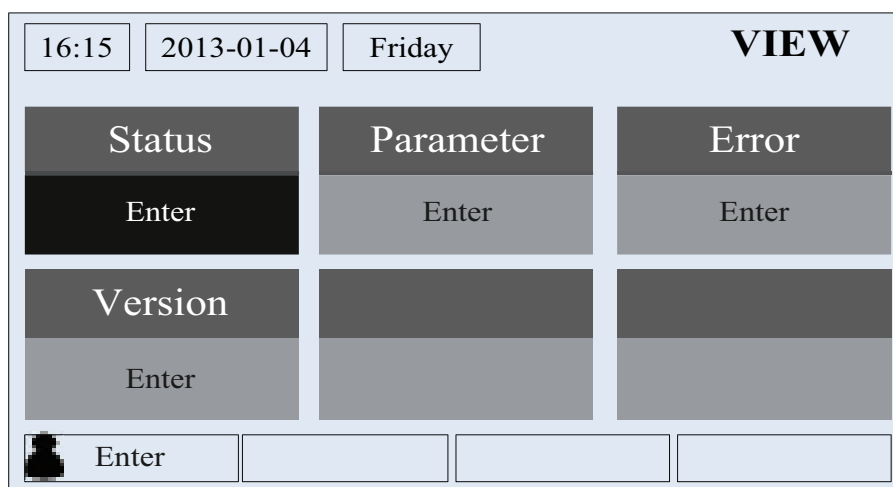 16:15 2013-01-04 Friday VIEW
Status Parameter Error
Enter Enter Enter
Version
Enter
Enter